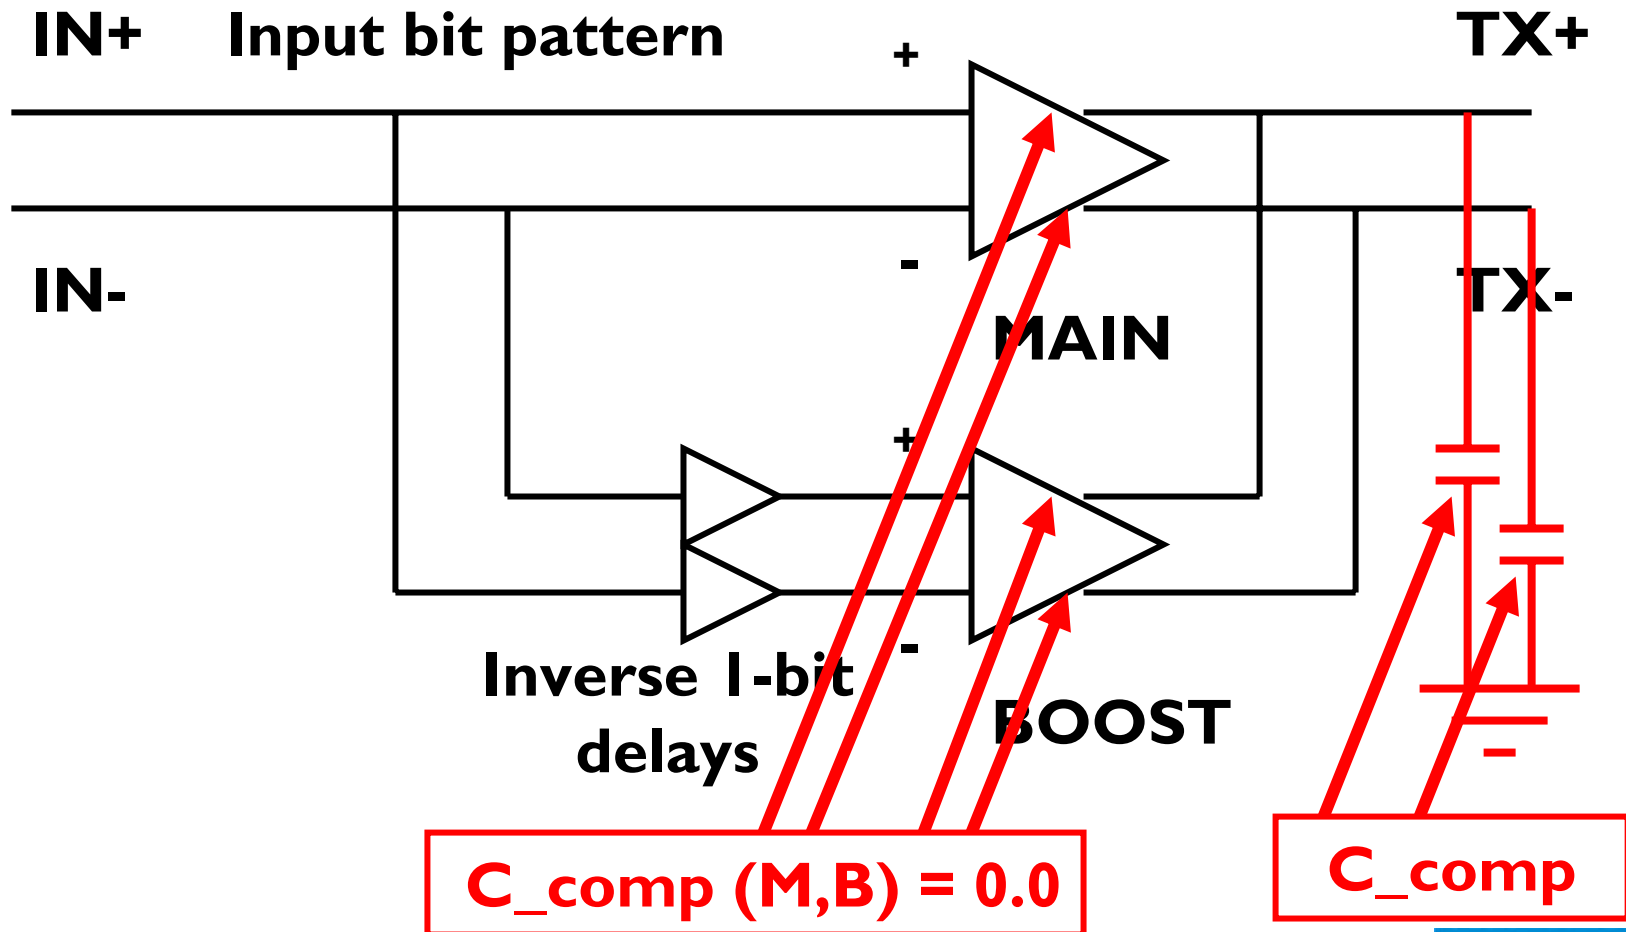 IN+ Input bit pattern + TX+
-
IN- TX-
MAIN
+
-
Inverse 1-bit
delays
BOOST
C_comp (M,B) = 0.0
C_comp